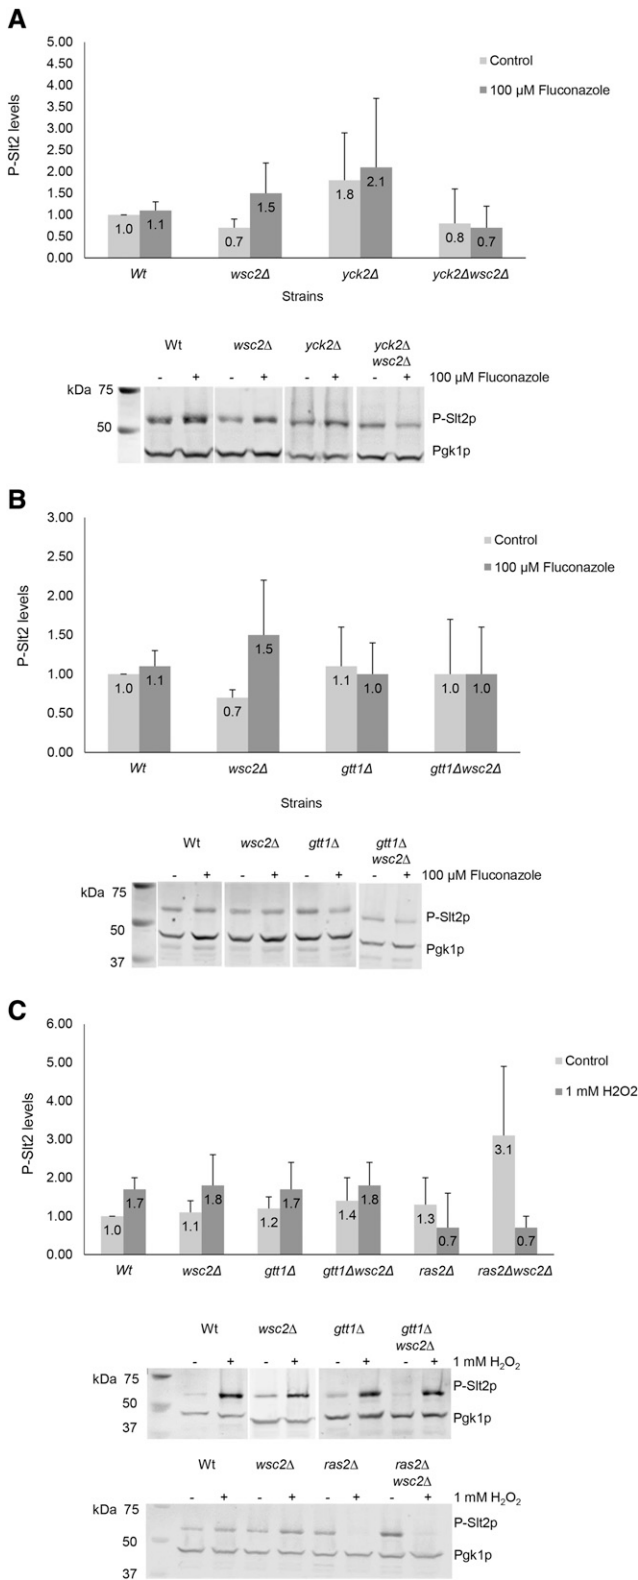 A
5.00
4.50
4.00
3.50
3.00
2.50
2.00
1.50
1.00
0.50
0.00
P-Slt2 levels
Control
100 µM Fluconazole
1.0 1.1 0.7 1.5 1.8 2.1 0.8 0.7
Wt wsc2Δ yck2Δ yck2Δwsc2Δ
Strains
Wt wsc2Δ yck2Δ yck2Δ
wsc2Δ
- + - + - + - + 100 µM Fluconazole
kDa 75
50
P-Slt2p
Pgk1p
B
3.00
2.50
2.00
1.50
1.00
0.50
0.00
P-Slt2 levels
Control
100 µM Fluconazole
1.0 1.1 0.7 1.5 1.1 1.0 1.0 1.0
Wt wsc2Δ gtt1Δ gtt1Δwsc2Δ
Strains
Wt wsc2Δ gtt1Δ gtt1Δ
wsc2Δ
- + - + - + - + 100 µM Fluconazole
kDa 75
50
37
P-Slt2p
Pgk1p
C
6.00
5.00
4.00
3.00
2.00
1.00
0.00
P-Slt2 levels
Control
1 mM H2O2
1.0 1.7 1.1 1.8 1.2 1.7 1.4 1.8 1.3 0.7 3.1 0.7
Wt wsc2Δ gtt1Δ gtt1Δwsc2Δ ras2Δ ras2Δwsc2Δ
Wt wsc2Δ gtt1Δ gtt1Δ
wsc2Δ
- + - + - + - + 1 mM H₂O₂
kDa 75
50
37
P-Slt2p
Pgk1p
Wt wsc2Δ ras2Δ ras2Δ
wsc2Δ
- + - + - + - + 1 mM H₂O₂
kDa 75
50
37
P-Slt2p
Pgk1p